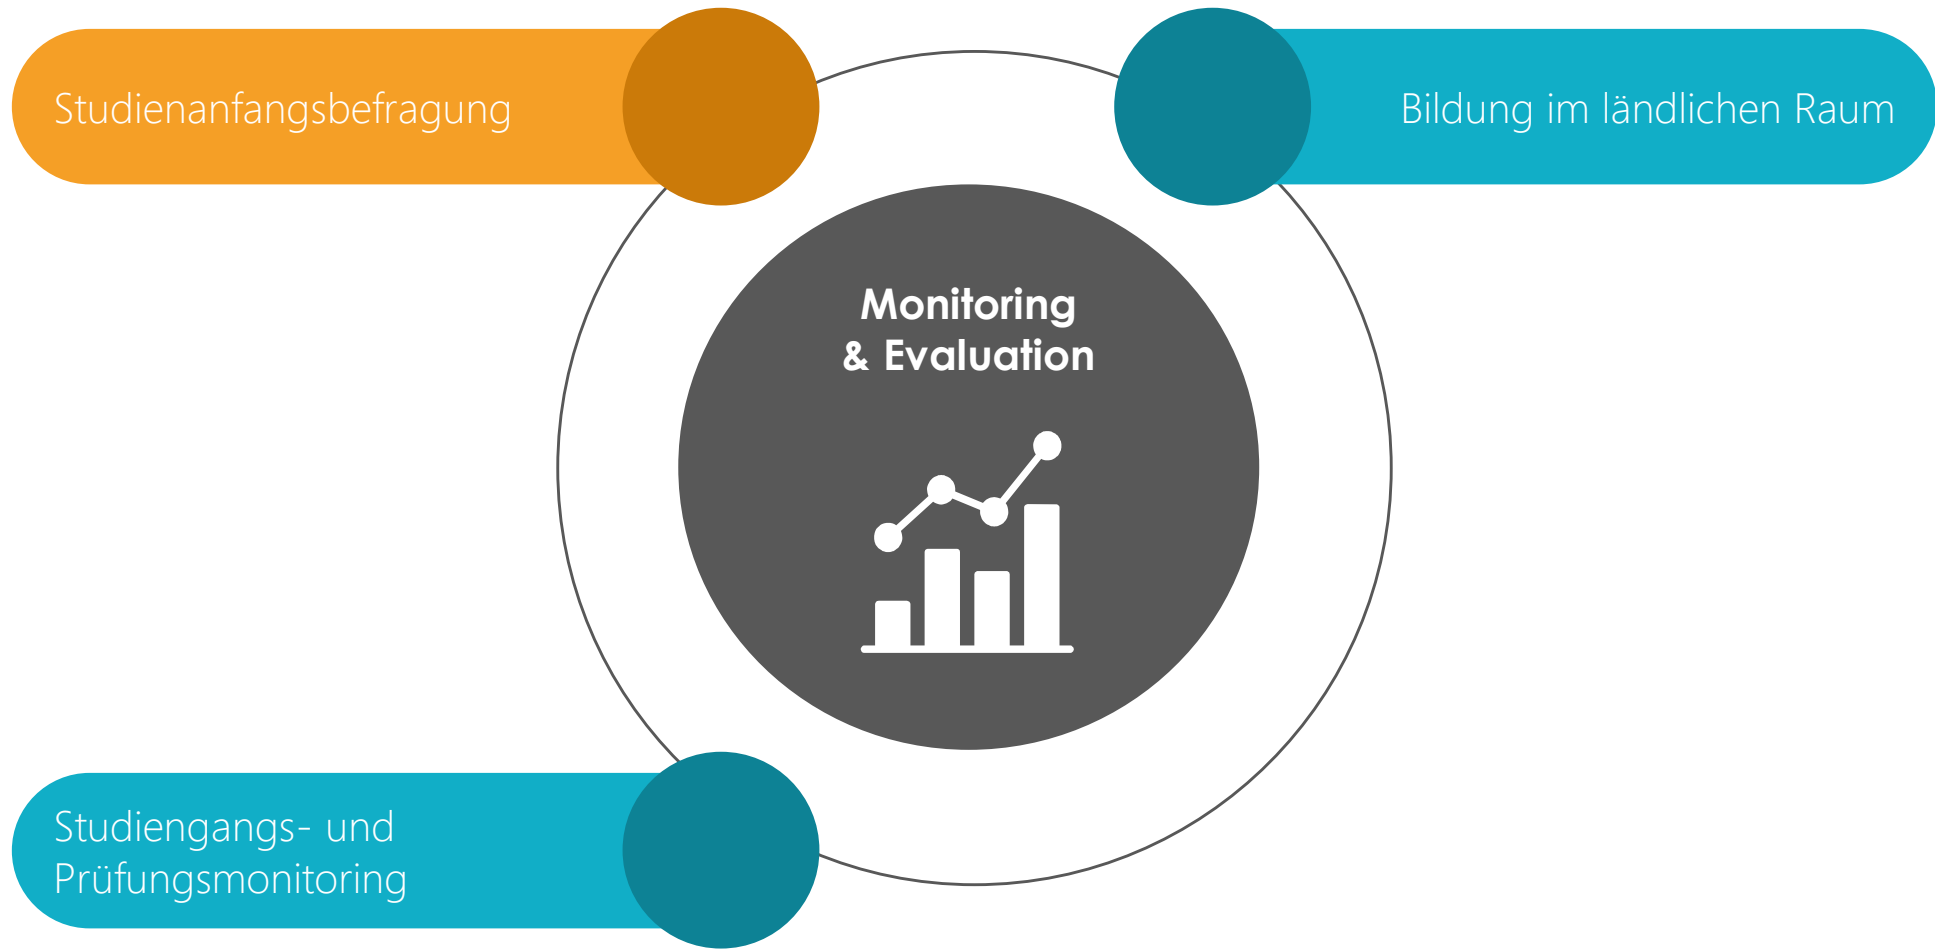 Studienanfangsbefragung
Bildung im ländlichen Raum
Monitoring
& Evaluation
Studiengangs- und
Prüfungsmonitoring